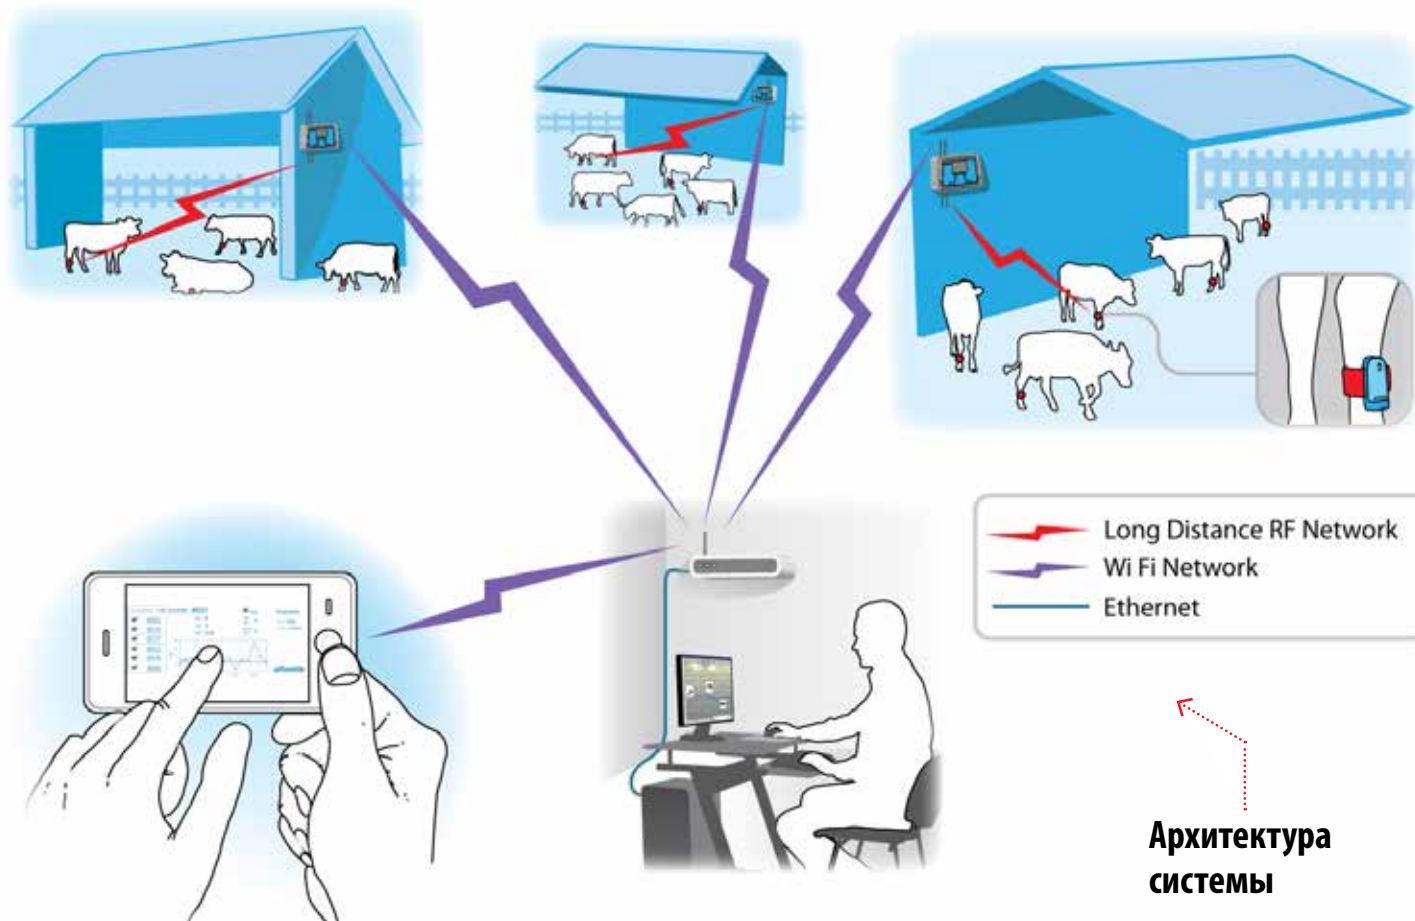 Long Distance RF Network
Wi Fi Network
Ethernet
Архитектура
системы